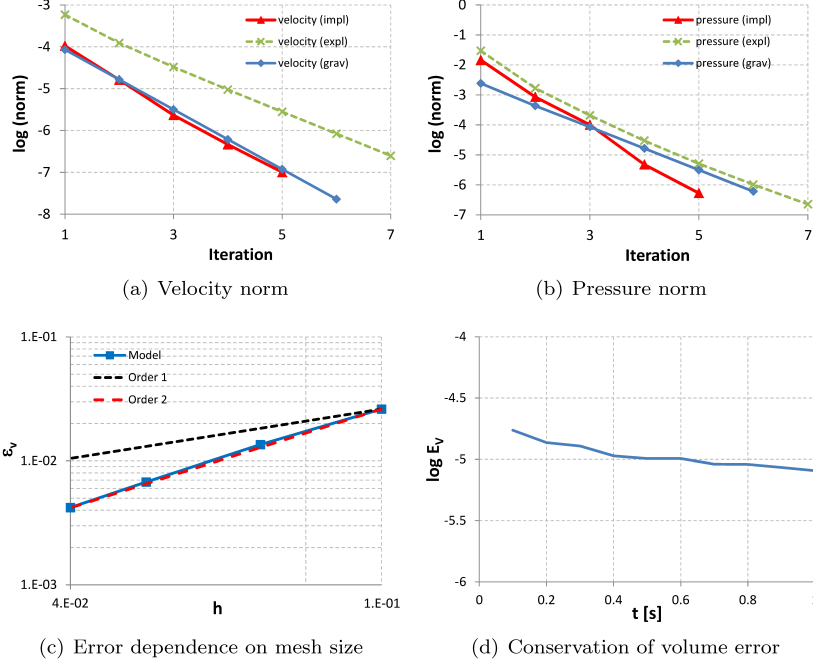 -3
-4
-5
-6
-7
-8
log (norm)
velocity (impl)
velocity (expl)
velocity (grav)
1
3
5
7
Iteration
(a) Velocity norm
0
-1
-2
-3
-4
-5
-6
-7
log (norm)
pressure (impl)
pressure (expl)
pressure (grav)
1
3
5
7
Iteration
(b) Pressure norm
1.E-01
1.E-02
1.E-03
εv
Model
Order 1
Order 2
4.E-02
1.E-01
h
(c) Error dependence on mesh size
-4
-4.5
-5
-5.5
-6
log Ev
0
0.2
0.4
0.6
0.8
t [s]
(d) Conservation of volume error